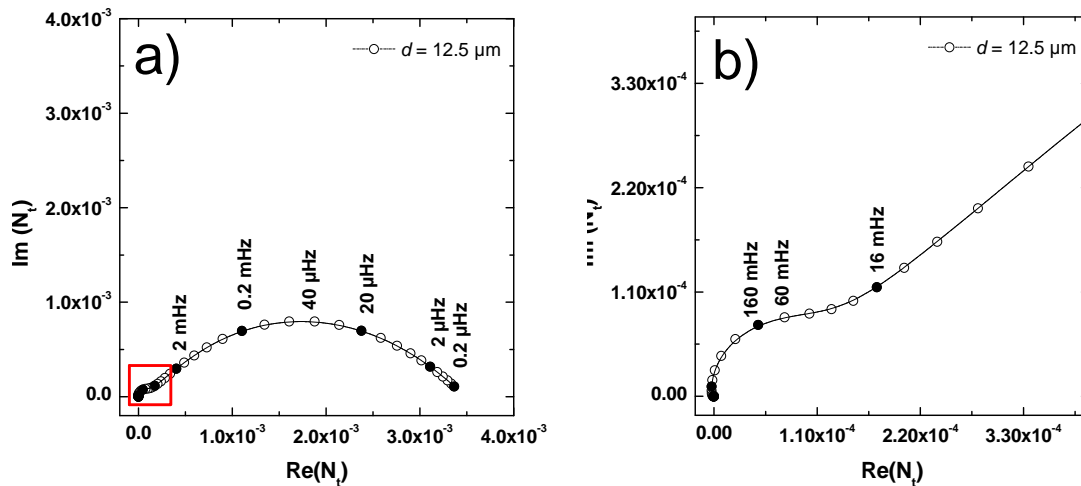 a)
d = 12.5 µm
4.0x10⁻³
3.0x10⁻³
2.0x10⁻³
1.0x10⁻³
0.0
Im (Nₜ)
2 mHz
0.2 mHz
40 µHz
20 µHz
2 µHz
0.2 µHz
0.0
1.0x10⁻³
2.0x10⁻³
3.0x10⁻³
4.0x10⁻³
Re(Nₜ)
b)
d = 12.5 µm
3.30x10⁻⁴
2.20x10⁻⁴
1.10x10⁻⁴
0.00
(Nₜ)
160 mHz
60 mHz
16 mHz
0.00
1.10x10⁻⁴
2.20x10⁻⁴
3.30x10⁻⁴
Re(Nₜ)